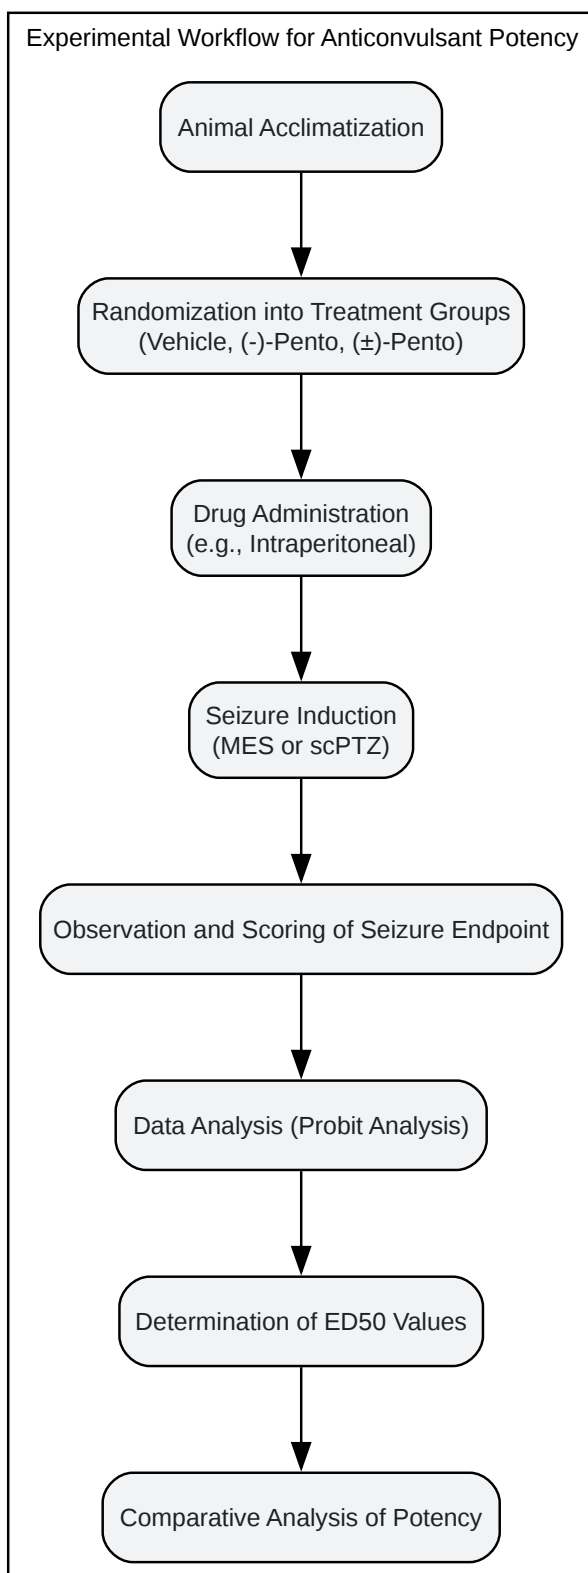 Experimental Workflow for Anticonvulsant Potency
Animal Acclimatization
Randomization into Treatment Groups
(Vehicle, (-)-Pento, (±)-Pento)
Drug Administration
(e.g., Intraperitoneal)
Seizure Induction
(MES or scPTZ)
Observation and Scoring of Seizure Endpoint
Data Analysis (Probit Analysis)
Determination of ED50 Values
Comparative Analysis of Potency